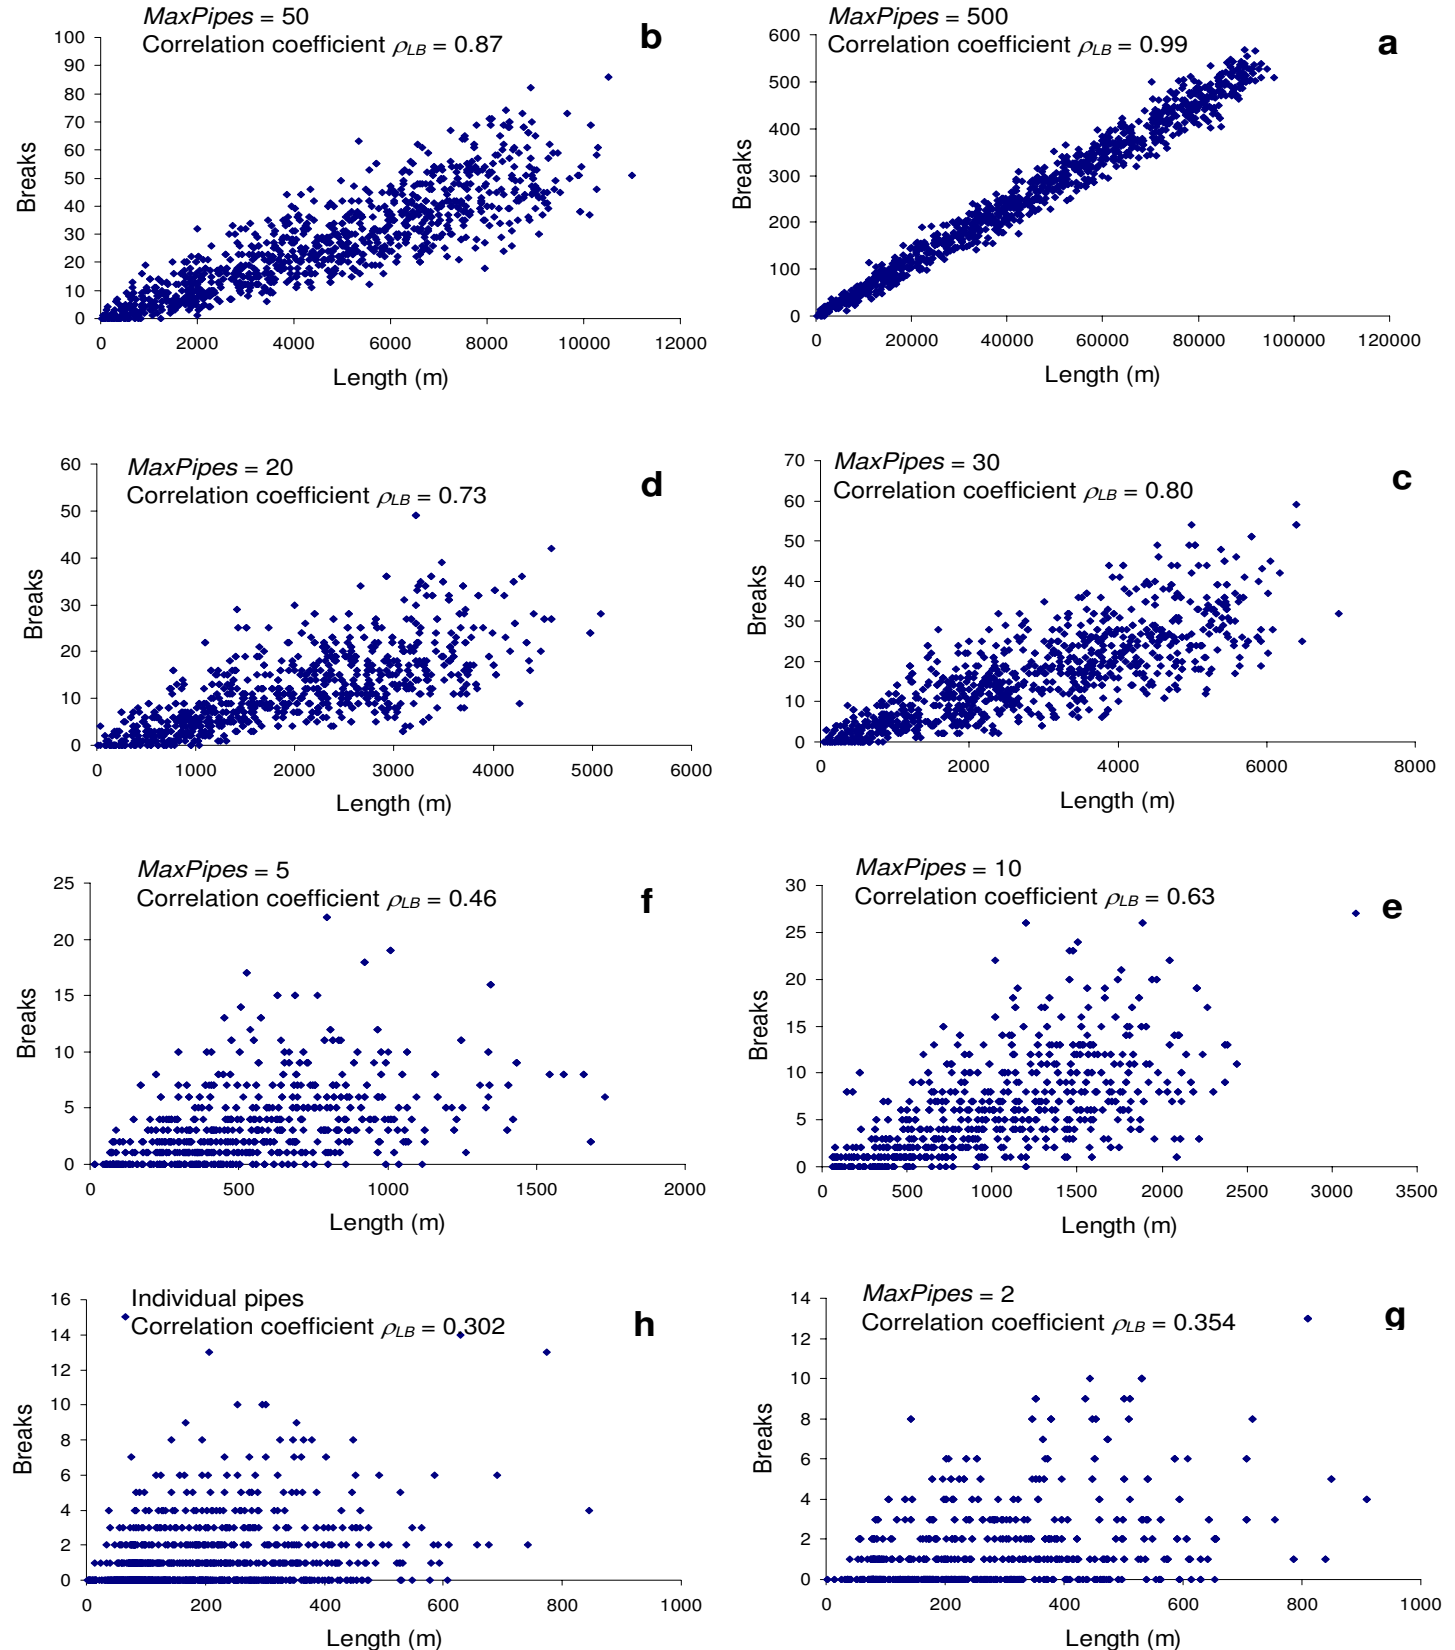 MaxPipes = 50
Correlation coefficient ρLB = 0.87
b
100
90
80
70
60
50
40
30
20
10
0
Breaks
0 2000 4000 6000 8000 10000 12000
Length (m)
MaxPipes = 500
Correlation coefficient ρLB = 0.99
a
600
500
400
300
200
100
0
Breaks
0 20000 40000 60000 80000 100000 120000
Length (m)
MaxPipes = 20
Correlation coefficient ρLB = 0.73
d
60
50
40
30
20
10
0
Breaks
0 1000 2000 3000 4000 5000 6000
Length (m)
MaxPipes = 30
Correlation coefficient ρLB = 0.80
c
70
60
50
40
30
20
10
0
Breaks
0 2000 4000 6000 8000
Length (m)
MaxPipes = 5
Correlation coefficient ρLB = 0.46
f
25
20
15
10
5
0
Breaks
0 500 1000 1500 2000
Length (m)
MaxPipes = 10
Correlation coefficient ρLB = 0.63
e
30
25
20
15
10
5
0
Breaks
0 500 1000 1500 2000 2500 3000 3500
Length (m)
Individual pipes
Correlation coefficient ρLB = 0.302
h
16
14
12
10
8
6
4
2
0
Breaks
0 200 400 600 800 1000
Length (m)
MaxPipes = 2
Correlation coefficient ρLB = 0.354
g
14
12
10
8
6
4
2
0
Breaks
0 200 400 600 800 1000
Length (m)